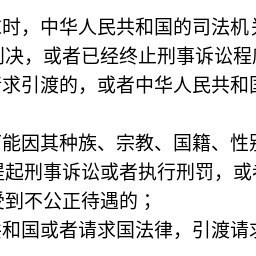 时，中华人民共和国的司法机
决，或者已经终止刑事诉讼程
求引渡的，或者中华人民共和国
能因其种族、宗教、国籍、性别
提起刑事诉讼或者执行刑罚，或者
受到不公正待遇的；
和国或者请求国法律，引渡请求